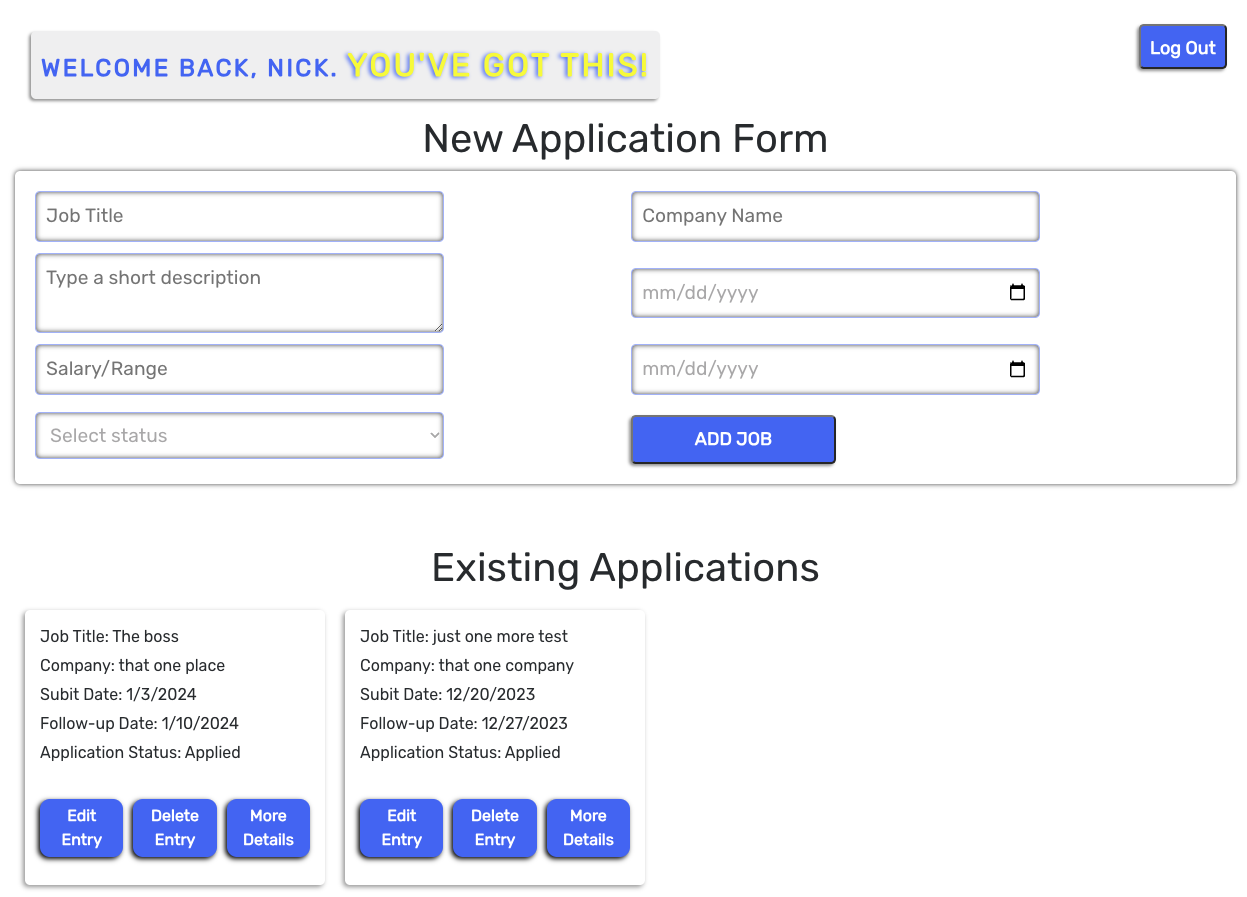 WELCOME BACK, NICK. YOU'VE GOT THIS!
Log Out
New Application Form
Job Title
Company Name
Type a short description
mm/dd/yyyy
Salary/Range
mm/dd/yyyy
Select status
ADD JOB
Existing Applications
Job Title: The boss
Company: that one place
Subit Date: 1/3/2024
Follow-up Date: 1/10/2024
Application Status: Applied
Edit
Entry
Delete
Entry
More
Details
Job Title: just one more test
Company: that one company
Subit Date: 12/20/2023
Follow-up Date: 12/27/2023
Application Status: Applied
Edit
Entry
Delete
Entry
More
Details